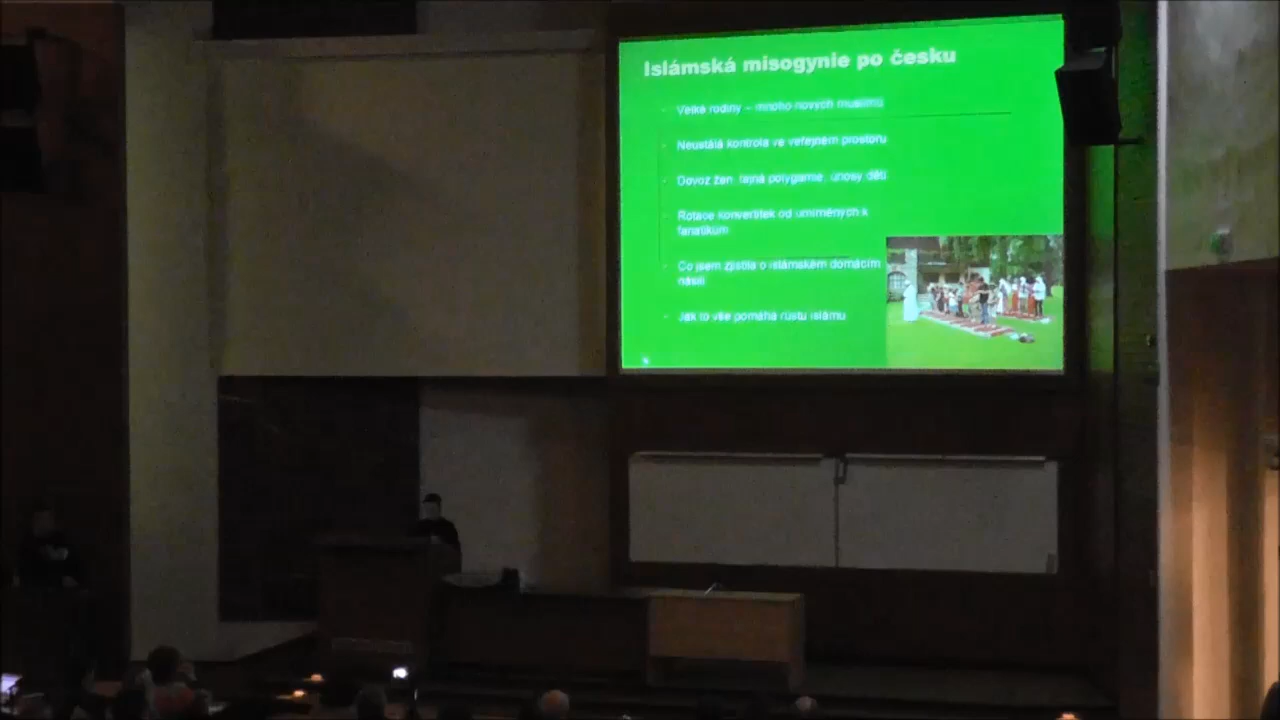 Islámská misogynie po česku
Velké rodiny – mnoho nových muslimů
Neustálá kontrola ve veřejném prostoru
Dovoz žen, tajná polygamie, únosy dětí
Rotace konvertitek od umírněných k
fanatikům
Co jsem zjistila o islámském domácím
násilí
Jak to vše pomáhá růstu islámu